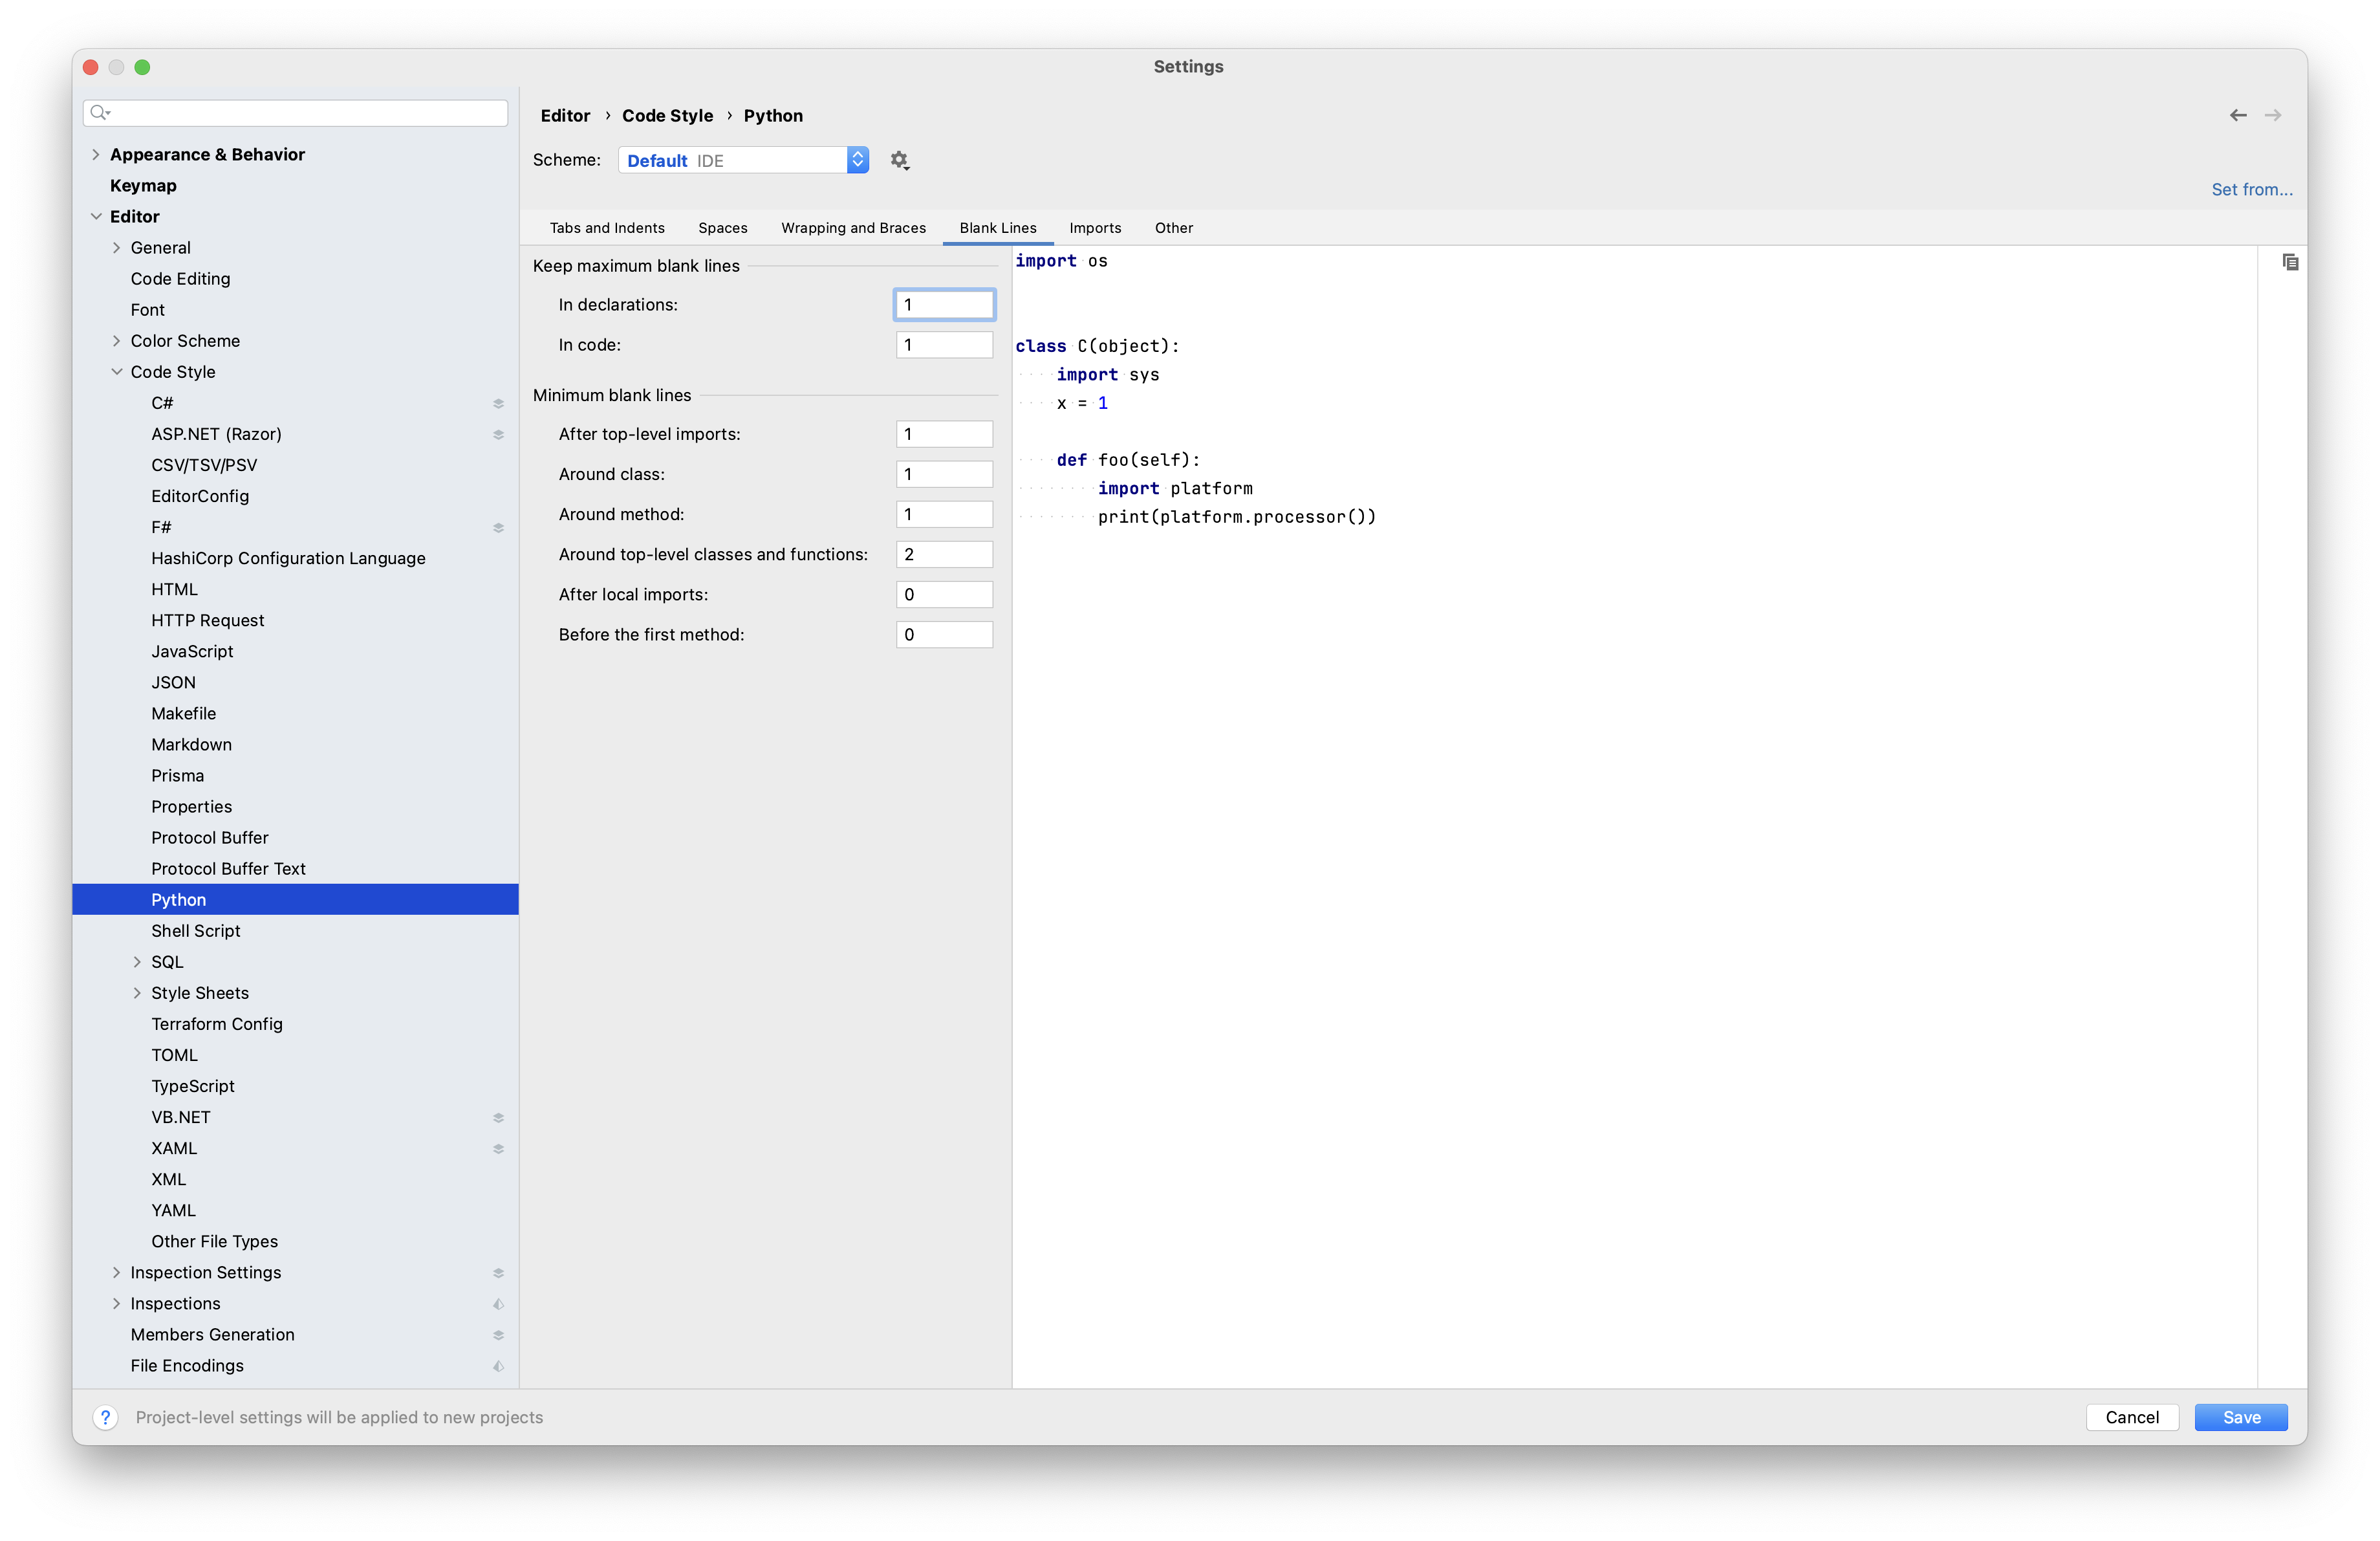 Settings
Appearance & Behavior
Keymap
Editor
General
Code Editing
Font
Color Scheme
Code Style
C#
ASP.NET (Razor)
CSV/TSV/PSV
EditorConfig
F#
HashiCorp Configuration Language
HTML
HTTP Request
JavaScript
JSON
Makefile
Markdown
Prisma
Properties
Protocol Buffer
Protocol Buffer Text
Python
Shell Script
SQL
Style Sheets
Terraform Config
TOML
TypeScript
VB.NET
XAML
XML
YAML
Other File Types
Inspection Settings
Inspections
Members Generation
File Encodings
Editor › Code Style › Python
Scheme: Default IDE
Set from...
Tabs and Indents Spaces Wrapping and Braces Blank Lines Imports Other
Keep maximum blank lines
In declarations: 1
In code: 1
Minimum blank lines
After top-level imports: 1
Around class: 1
Around method: 1
Around top-level classes and functions: 2
After local imports: 0
Before the first method: 0
import os
class C(object):
import sys
x = 1
def foo(self):
import platform
print(platform.processor())
? Project-level settings will be applied to new projects
Cancel Save